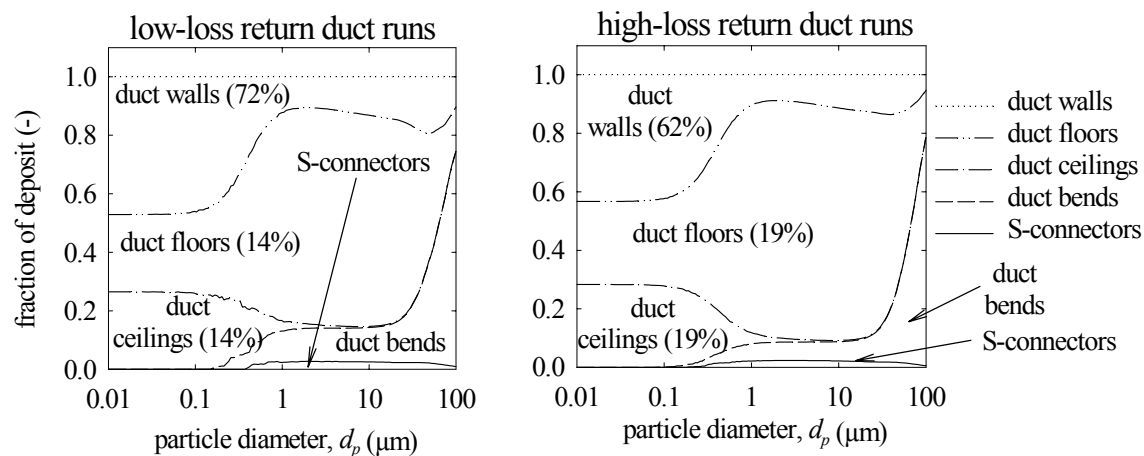 low-loss return duct runs
1.0
0.8
0.6
0.4
0.2
0.0
fraction of deposit (-)
duct walls (72%)
S-connectors
duct floors (14%)
duct
ceilings (14%)
duct bends
0.01
0.1
1
10
100
particle diameter, dp (μm)
high-loss return duct runs
1.0
0.8
0.6
0.4
0.2
0.0
duct
walls (62%)
duct floors (19%)
duct
ceilings (19%)
duct
bends
S-connectors
0.01
0.1
1
10
100
particle diameter, dp (μm)
duct walls
duct floors
duct ceilings
duct bends
S-connectors